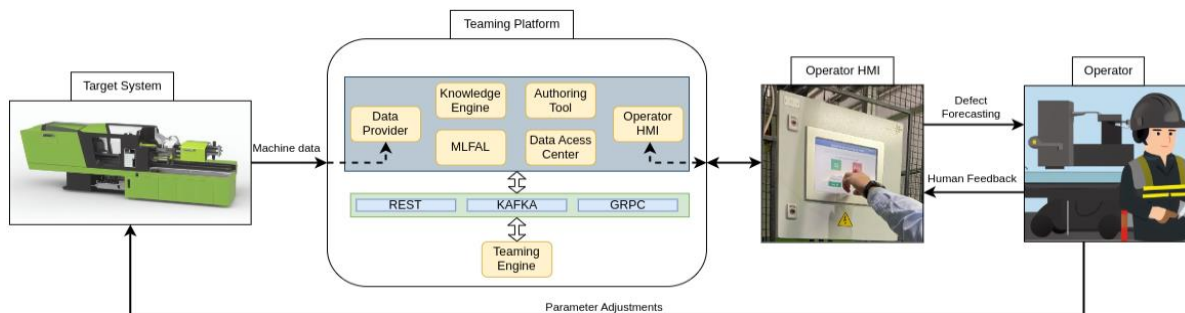 Teaming Platform
Target System
Operator HMI
Operator
Knowledge
Engine
Authoring
Tool
Data
Provider
Operator
HMI
MLFAL
Data Acess
Center
Machine data
Defect
Forecasting
Human Feedback
REST
KAFKA
GRPC
Teaming
Engine
Parameter Adjustments